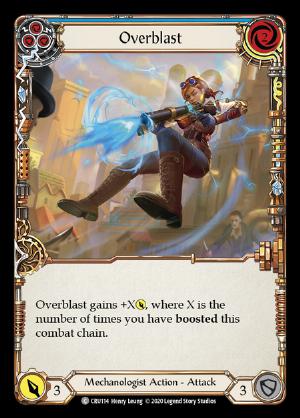 Overblast
2
Overblast gains +X, where X is the
number of times you have boosted this
combat chain.
3
Mechanologist Action - Attack
3
C CRU114 Henry Leung © 2020 Legend Story Studios